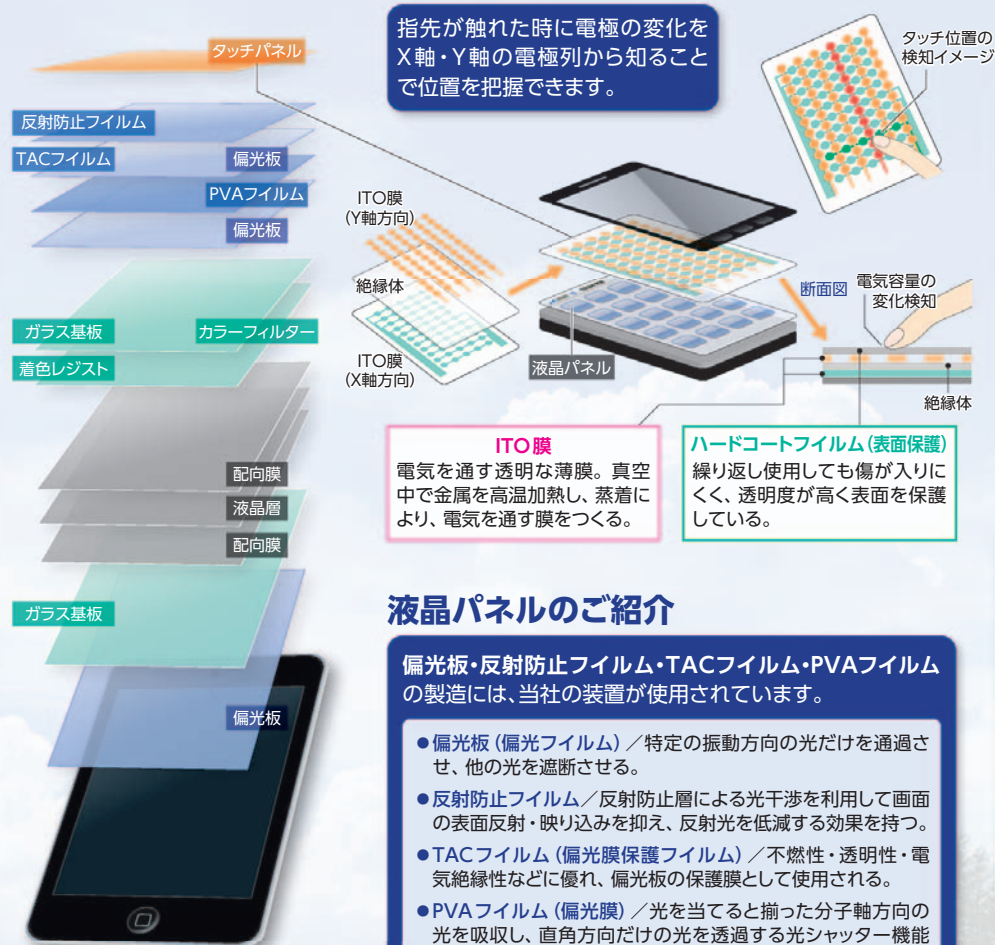 指先が触れた時に電極の変化を
X軸・Y軸の電極列から知ること
で位置を把握できます。
タッチ位置の
検知イメージ
タッチパネル
反射防止フイルム
TACフイルム
偏光板
PVAフイルム
偏光板
ガラス基板
カラーフィルター
着色レジスト
配向膜
液晶層
配向膜
ガラス基板
偏光板
ITO膜
(Y軸方向)
絶縁体
ITO膜
(X軸方向)
液晶パネル
断面図
電気容量の
変化検知
絶縁体
ITO膜
電気を通す透明な薄膜。真空
中で金属を高温加熱し、蒸着に
より、電気を通す膜をつくる。
ハードコートフイルム(表面保護)
繰り返し使用しても傷が入りに
くく、透明度が高く表面を保護
している。
液晶パネルのご紹介
偏光板・反射防止フイルム・TACフイルム・PVAフイルム
の製造には、当社の装置が使用されています。
●偏光板(偏光フイルム)/特定の振動方向の光だけを通過さ
せ、他の光を遮断させる。
●反射防止フイルム/反射防止層による光干渉を利用して画面
の表面反射・映り込みを抑え、反射光を低減する効果を持つ。
●TACフイルム(偏光膜保護フイルム)/不燃性・透明性・電
気絶縁性などに優れ、偏光板の保護膜として使用される。
●PVAフイルム(偏光膜)/光を当てると揃った分子軸方向の
光を吸収し、直角方向だけの光を透過する光シャッター機能